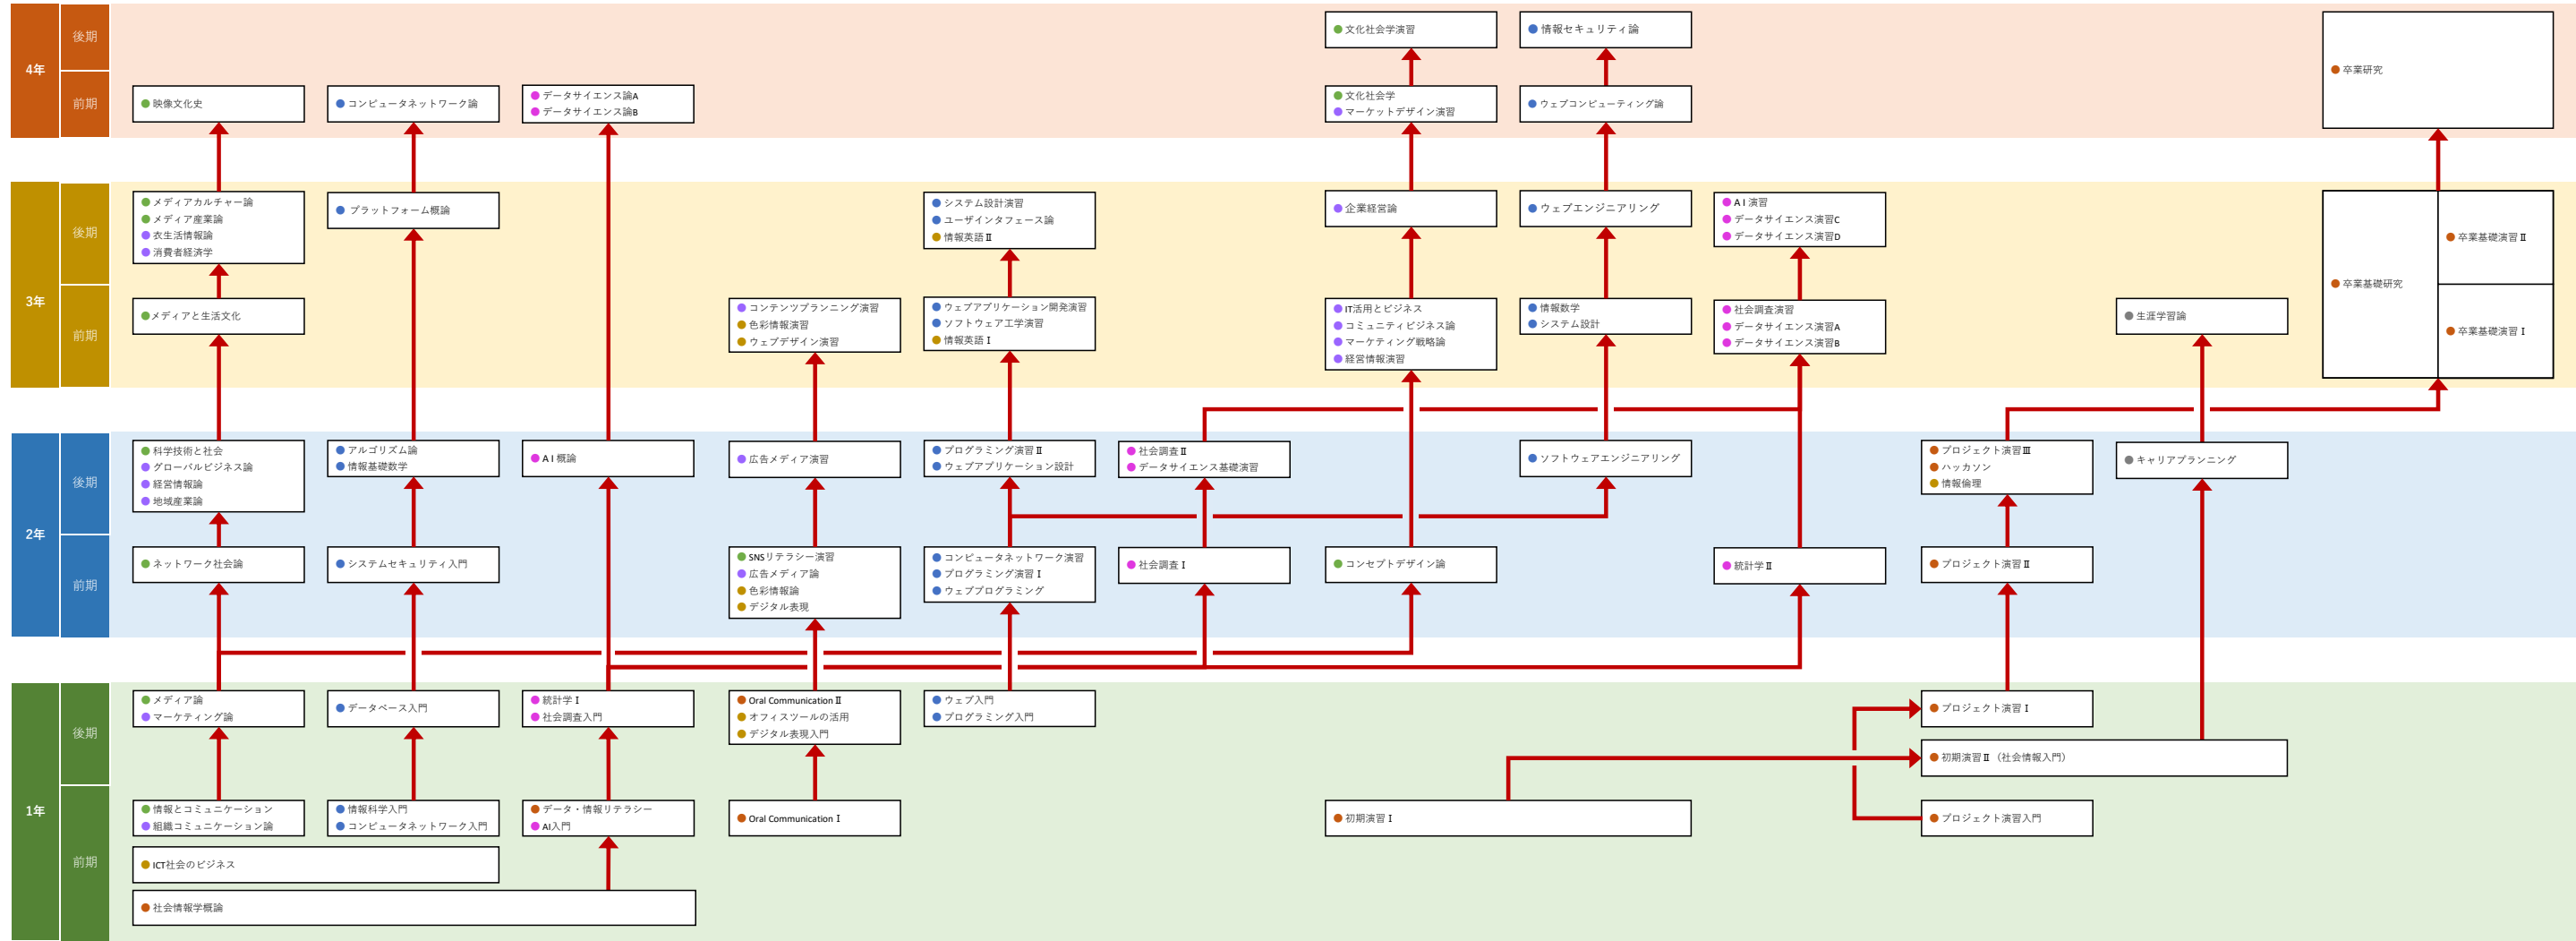 4年
後期
文化社会学演習
情報セキュリティ論
卒業研究
前期
映像文化史
コンピュータネットワーク論
データサイエンス論A
データサイエンス論B
文化社会学
マーケットデザイン演習
ウェブコンピューティング論
3年
後期
メディアカルチャー論
メディア産業論
衣生活情報論
消費者経済学
プラットフォーム概論
システム設計演習
ユーザインタフェース論
情報英語Ⅱ
企業経営論
ウェブエンジニアリング
AI演習
データサイエンス演習C
データサイエンス演習D
卒業基礎研究
卒業基礎演習Ⅱ
前期
メディアと生活文化
コンテンツプランニング演習
色彩情報演習
ウェブデザイン演習
ウェブアプリケーション開発演習
ソフトウェア工学演習
情報英語Ⅰ
IT活用とビジネス
コミュニティビジネス論
マーケティング戦略論
経営情報演習
情報数学
システム設計
社会調査演習
データサイエンス演習A
データサイエンス演習B
生涯学習論
卒業基礎演習Ⅰ
2年
後期
科学技術と社会
グローバルビジネス論
経営情報論
地域産業論
アルゴリズム論
情報基礎数学
AI概論
広告メディア演習
プログラミング演習Ⅱ
ウェブアプリケーション設計
社会調査Ⅱ
データサイエンス基礎演習
ソフトウェアエンジニアリング
プロジェクト演習Ⅲ
ハッカソン
情報倫理
キャリアプランニング
前期
ネットワーク社会論
システムセキュリティ入門
SNSリテラシー演習
広告メディア論
色彩情報論
デジタル表現
コンピュータネットワーク演習
プログラミング演習Ⅰ
ウェブプログラミング
社会調査Ⅰ
コンセプトデザイン論
統計学Ⅱ
プロジェクト演習Ⅱ
1年
後期
メディア論
マーケティング論
データベース入門
統計学Ⅰ
社会調査入門
Oral Communication Ⅱ
オフィスツールの活用
デジタル表現入門
ウェブ入門
プログラミング入門
プロジェクト演習Ⅰ
初期演習Ⅱ（社会情報入門）
前期
情報とコミュニケーション
組織コミュニケーション論
情報科学入門
コンピュータネットワーク入門
データ・情報リテラシー
AI入門
Oral Communication Ⅰ
初期演習Ⅰ
プロジェクト演習入門
ICT社会のビジネス
社会情報学概論